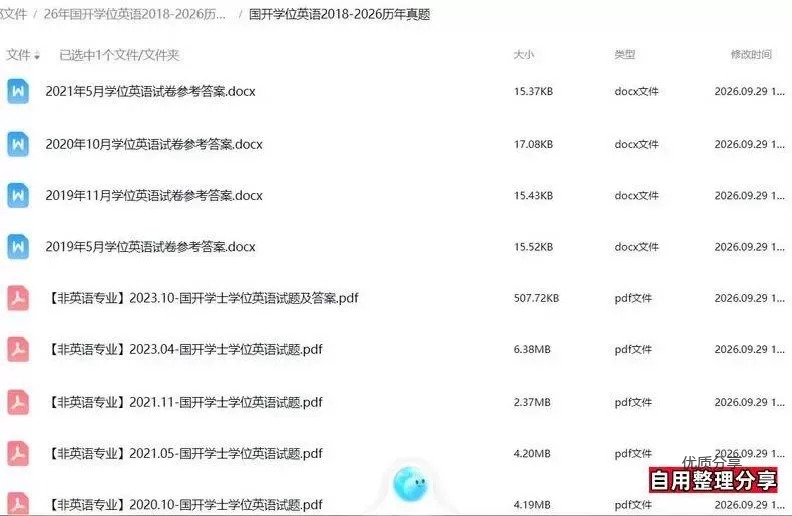 文件 / 26年国开学位英语2018-2026历... / 国开学位英语2018-2026历年真题
文件 已选中1个文件/文件夹 大小 类型 修改时间
2021年5月学位英语试卷参考答案.docx 15.37KB docx文件 2026.09.29 1...
2020年10月学位英语试卷参考答案.docx 17.08KB docx文件 2026.09.29 1...
2019年11月学位英语试卷参考答案.docx 15.43KB docx文件 2026.09.29 1...
2019年5月学位英语试卷参考答案.docx 15.52KB docx文件 2026.09.29 1...
【非英语专业】2023.10-国开学士学位英语试题及答案.pdf 507.72KB pdf文件 2026.09.29 1...
【非英语专业】2023.04-国开学士学位英语试题.pdf 6.38MB pdf文件 2026.09.29 1...
【非英语专业】2021.11-国开学士学位英语试题.pdf 2.37MB pdf文件 2026.09.29 1...
【非英语专业】2021.05-国开学士学位英语试题.pdf 4.20MB pdf文件 2026.09.29 1...
优质分享
自用整理分享
【非英语专业】2020.10-国开学士学位英语试题.pdf 4.19MB pdf文件 2026.09.29 1...